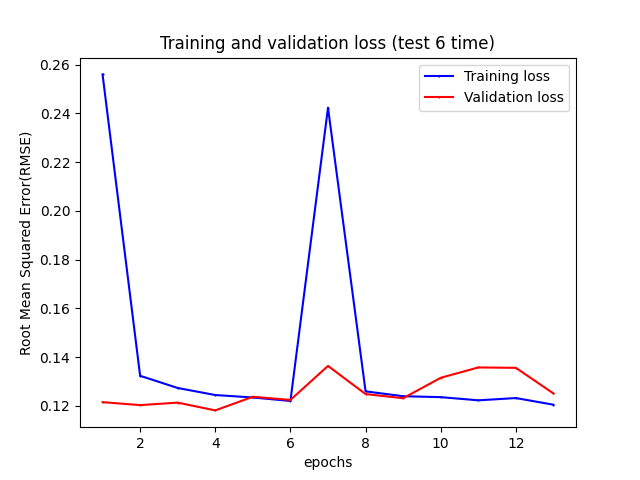 Training and validation loss (test 6 time)
Training loss
Validation loss
Root Mean Squared Error(RMSE)
0.26
0.24
0.22
0.20
0.18
0.16
0.14
0.12
2 4 6 8 10 12
epochs